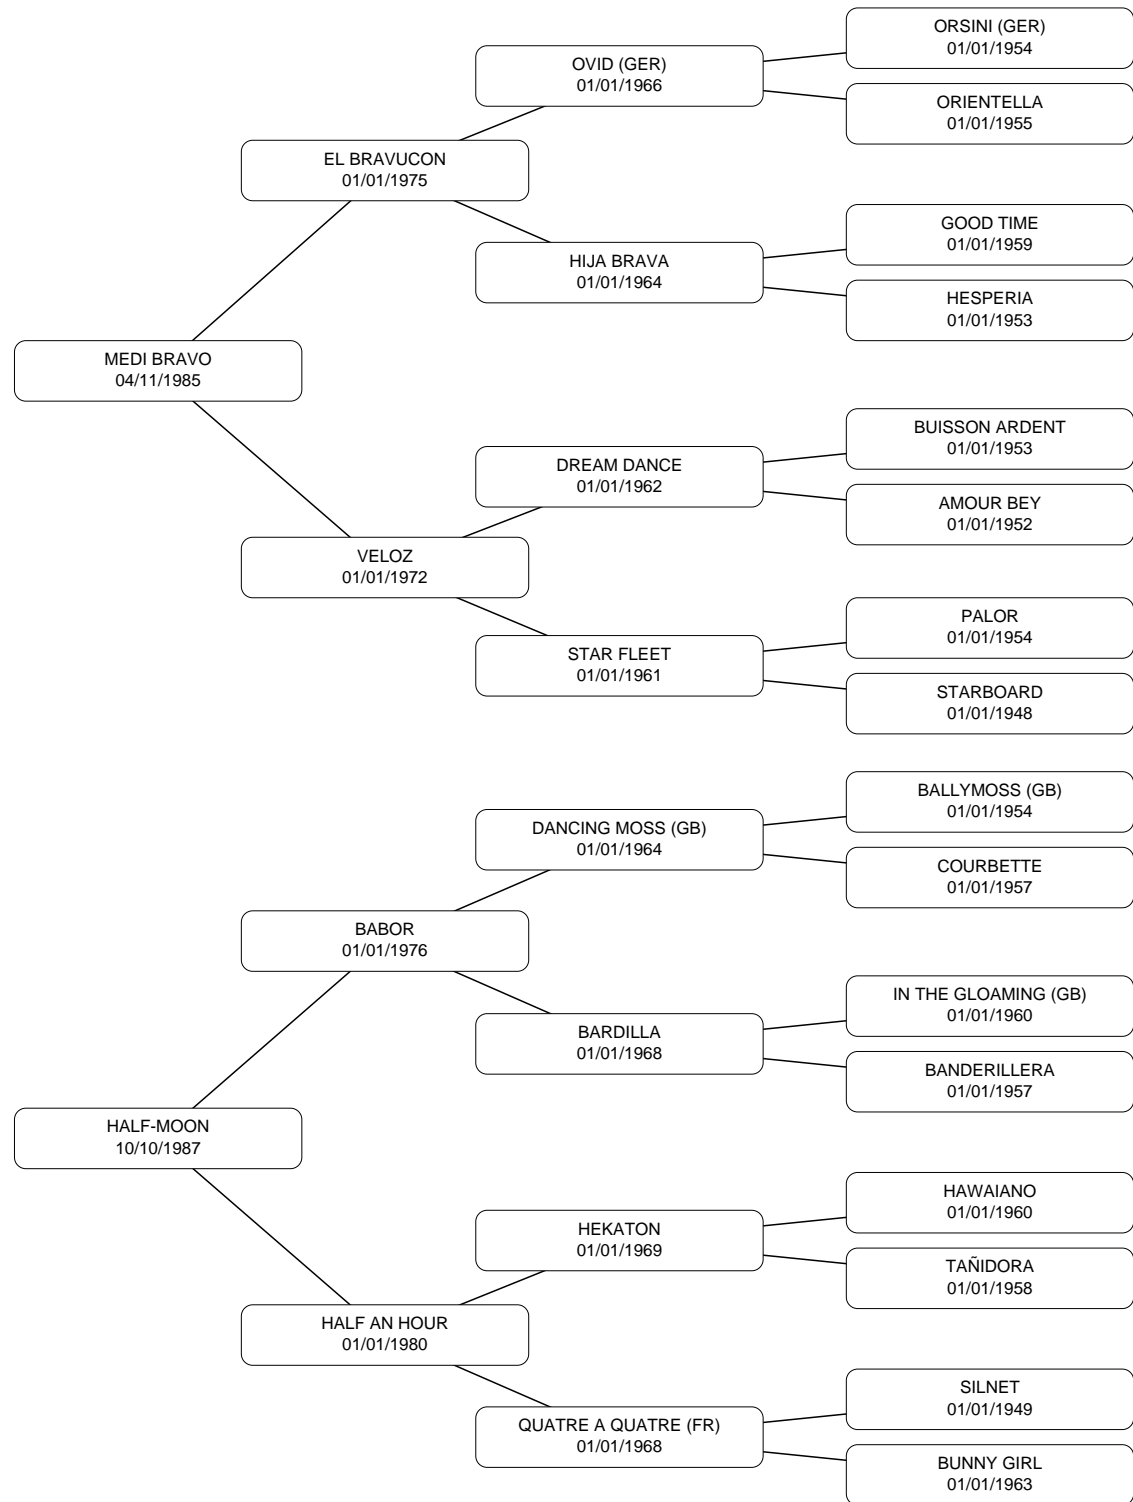 ORSINI (GER)
01/01/1954
OVID (GER)
01/01/1966
ORIENTELLA
01/01/1955
EL BRAVUCON
01/01/1975
GOOD TIME
01/01/1959
HIJA BRAVA
01/01/1964
HESPERIA
01/01/1953
MEDI BRAVO
04/11/1985
BUISSON ARDENT
01/01/1953
DREAM DANCE
01/01/1962
AMOUR BEY
01/01/1952
VELOZ
01/01/1972
PALOR
01/01/1954
STAR FLEET
01/01/1961
STARBOARD
01/01/1948
BALLYMOSS (GB)
01/01/1954
DANCING MOSS (GB)
01/01/1964
COURBETTE
01/01/1957
BABOR
01/01/1976
IN THE GLOAMING (GB)
01/01/1960
BARDILLA
01/01/1968
BANDERILLERA
01/01/1957
HALF-MOON
10/10/1987
HAWAIANO
01/01/1960
HEKATON
01/01/1969
TAÑIDORA
01/01/1958
HALF AN HOUR
01/01/1980
SILNET
01/01/1949
QUATRE A QUATRE (FR)
01/01/1968
BUNNY GIRL
01/01/1963